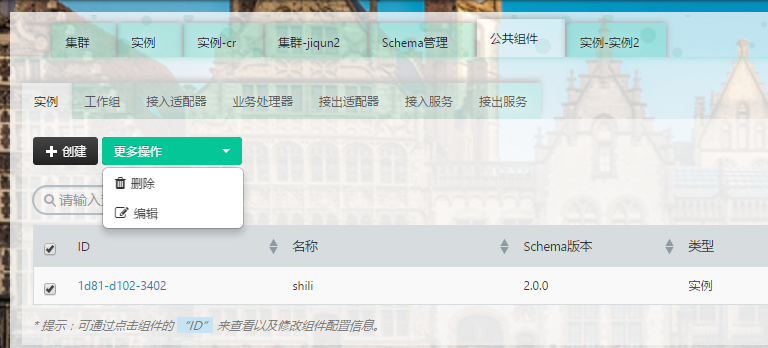 集群 实例 实例-cr 集群-jiqun2 Schema管理 公共组件 实例-实例2
实例 工作组 接入适配器 业务处理器 接出适配器 接入服务 接出服务
创建 更多操作
删除
请输入
编辑
ID 名称 Schema版本 类型
1d81-d102-3402 shili 2.0.0 实例
* 提示：可通过点击组件的 “ID” 来查看以及修改组件配置信息。